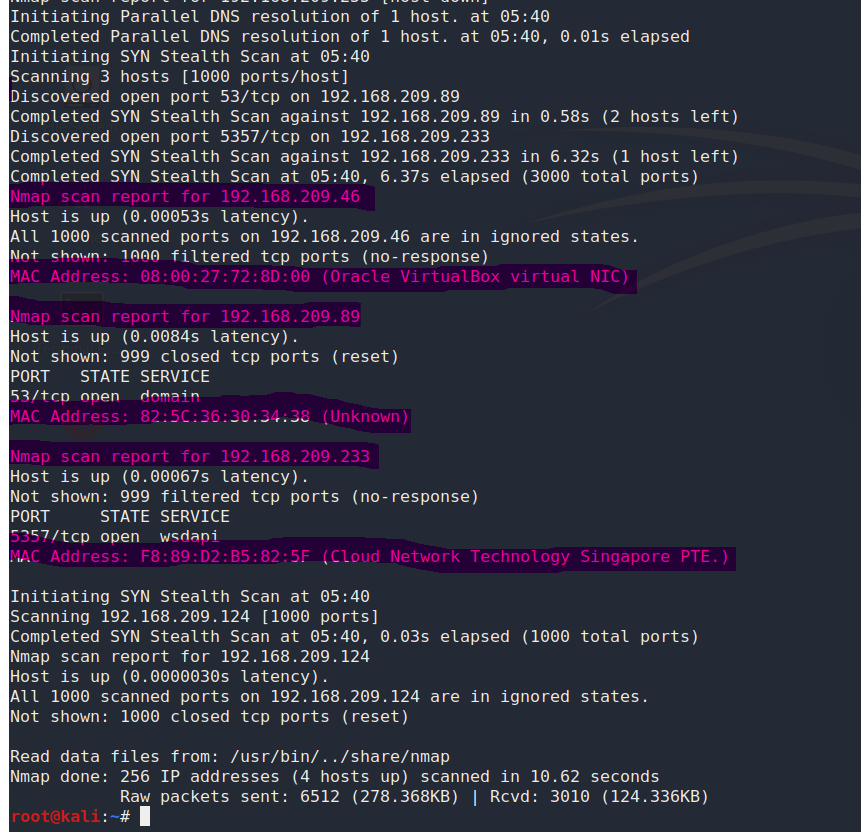 Nmap scan report for 192.168.209.235 [host down]
Initiating Parallel DNS resolution of 1 host. at 05:40
Completed Parallel DNS resolution of 1 host. at 05:40, 0.01s elapsed
Initiating SYN Stealth Scan at 05:40
Scanning 3 hosts [1000 ports/host]
Discovered open port 53/tcp on 192.168.209.89
Completed SYN Stealth Scan against 192.168.209.89 in 0.58s (2 hosts left)
Discovered open port 5357/tcp on 192.168.209.233
Completed SYN Stealth Scan against 192.168.209.233 in 6.32s (1 host left)
Completed SYN Stealth Scan at 05:40, 6.37s elapsed (3000 total ports)
Nmap scan report for 192.168.209.46
Host is up (0.00053s latency).
All 1000 scanned ports on 192.168.209.46 are in ignored states.
Not shown: 1000 filtered tcp ports (no-response)
MAC Address: 08:00:27:72:8D:00 (Oracle VirtualBox virtual NIC)
Nmap scan report for 192.168.209.89
Host is up (0.0084s latency).
Not shown: 999 closed tcp ports (reset)
PORT   STATE SERVICE
53/tcp open  domain
MAC Address: 82:5C:36:30:34:38 (Unknown)
Nmap scan report for 192.168.209.233
Host is up (0.00067s latency).
Not shown: 999 filtered tcp ports (no-response)
PORT     STATE SERVICE
5357/tcp open  wsdapi
MAC Address: F8:89:D2:B5:82:5F (Cloud Network Technology Singapore PTE.)
Initiating SYN Stealth Scan at 05:40
Scanning 192.168.209.124 [1000 ports]
Completed SYN Stealth Scan at 05:40, 0.03s elapsed (1000 total ports)
Nmap scan report for 192.168.209.124
Host is up (0.0000030s latency).
All 1000 scanned ports on 192.168.209.124 are in ignored states.
Not shown: 1000 closed tcp ports (reset)
Read data files from: /usr/bin/../share/nmap
Nmap done: 256 IP addresses (4 hosts up) scanned in 10.62 seconds
           Raw packets sent: 6512 (278.368KB) | Rcvd: 3010 (124.336KB)
root@kali:~#